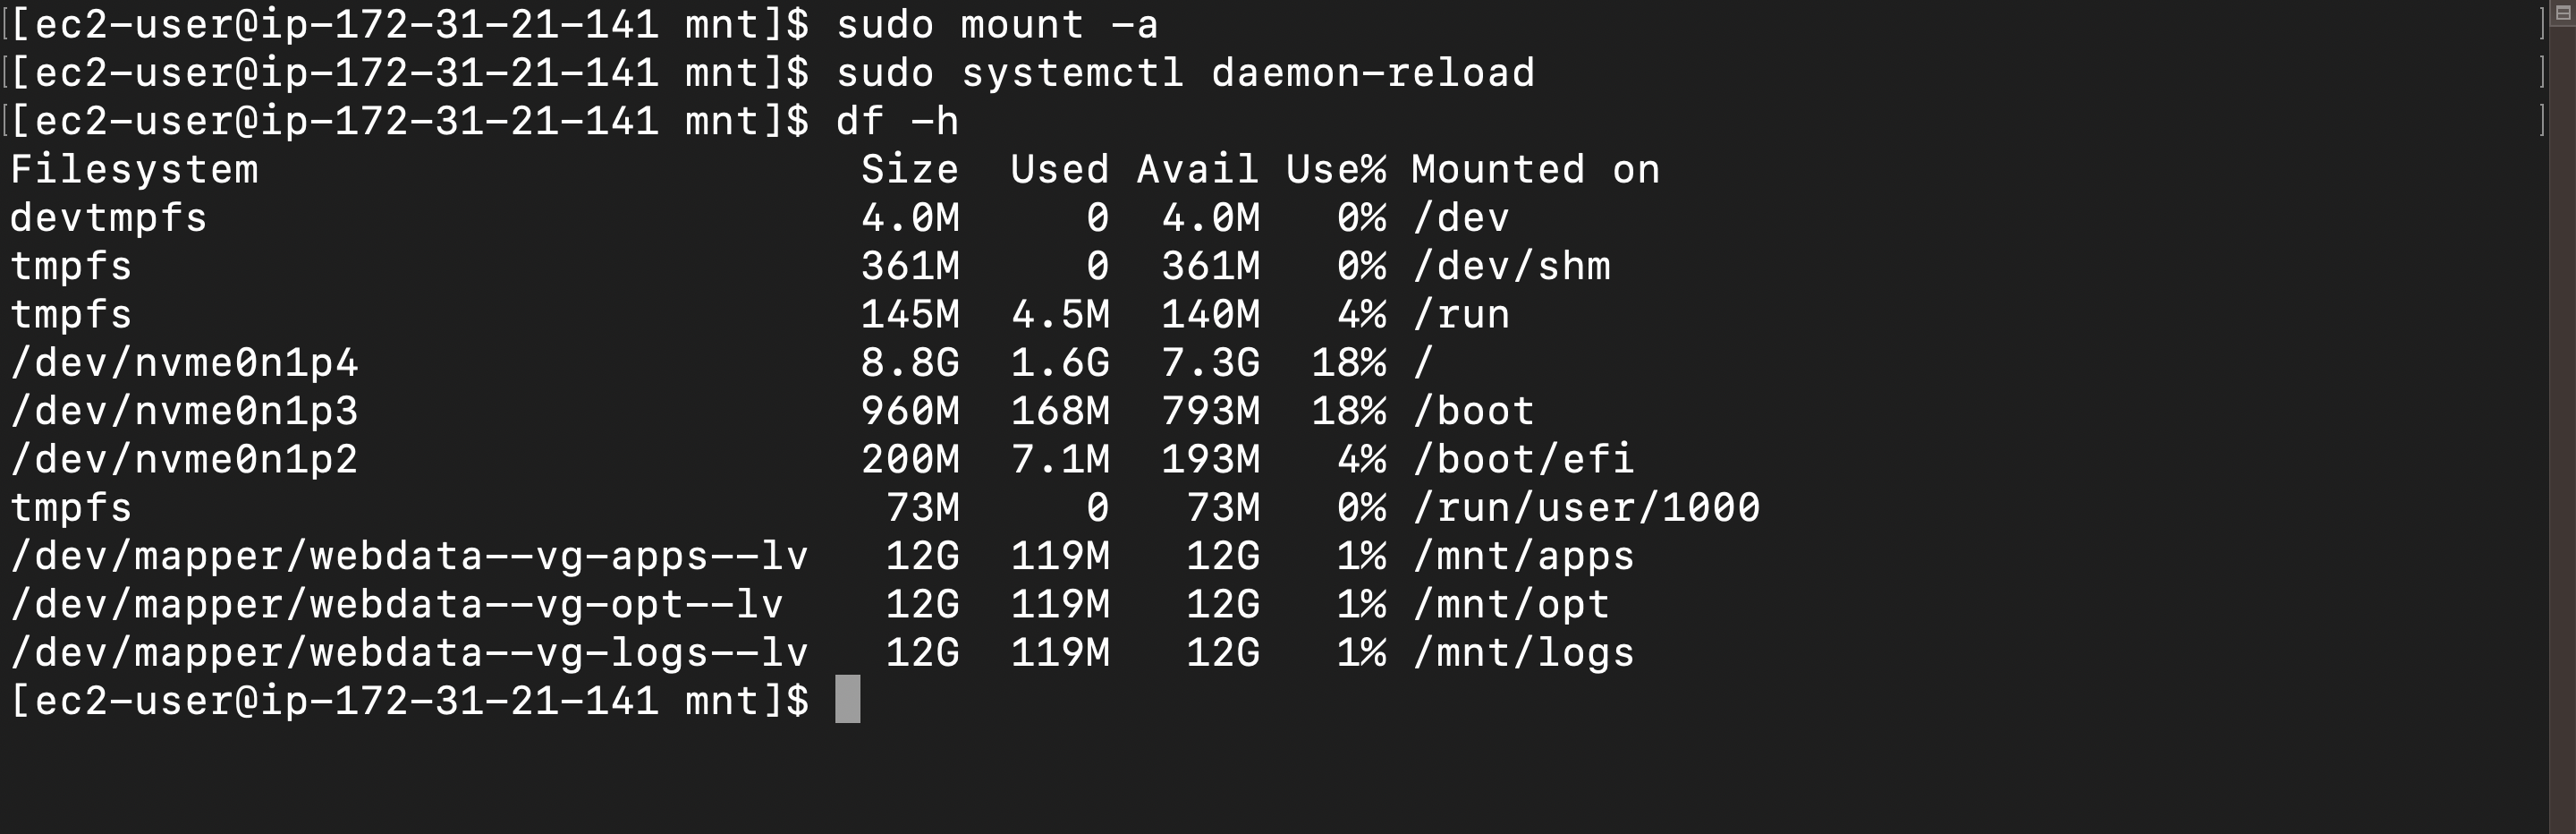 [ec2-user@ip-172-31-21-141 mnt]$ sudo mount -a
[ec2-user@ip-172-31-21-141 mnt]$ sudo systemctl daemon-reload
[ec2-user@ip-172-31-21-141 mnt]$ df -h
Filesystem                        Size  Used Avail Use% Mounted on
devtmpfs                          4.0M     0  4.0M   0% /dev
tmpfs                             361M     0  361M   0% /dev/shm
tmpfs                             145M  4.5M  140M   4% /run
/dev/nvme0n1p4                    8.8G  1.6G  7.3G  18% /
/dev/nvme0n1p3                    960M  168M  793M  18% /boot
/dev/nvme0n1p2                    200M  7.1M  193M   4% /boot/efi
tmpfs                              73M     0   73M   0% /run/user/1000
/dev/mapper/webdata--vg-apps--lv   12G  119M   12G   1% /mnt/apps
/dev/mapper/webdata--vg-opt--lv    12G  119M   12G   1% /mnt/opt
/dev/mapper/webdata--vg-logs--lv   12G  119M   12G   1% /mnt/logs
[ec2-user@ip-172-31-21-141 mnt]$